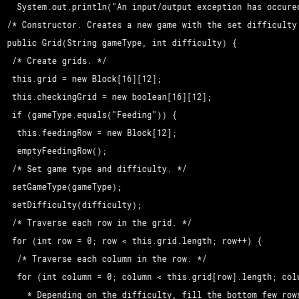 System.out.println("An input/output exception has occured
/* Constructor. Creates a new game with the set difficulty
public Grid(String gameType, int difficulty) {
/* Create grids. */
this.grid = new Block[16][12];
this.checkingGrid = new boolean[16][12];
if (gameType.equals("Feeding")) {
this.feedingRow = new Block[12];
emptyFeedingRow();
/* Set game type and difficulty. */
setGameType(gameType);
setDifficulty(difficulty);
/* Traverse each row in the grid. */
for (int row = 0; row < this.grid.length; row++) {
/* Traverse each column in the row. */
for (int column = 0; column < this.grid[row].length; colu
* Depending on the difficulty, fill the bottom few rows